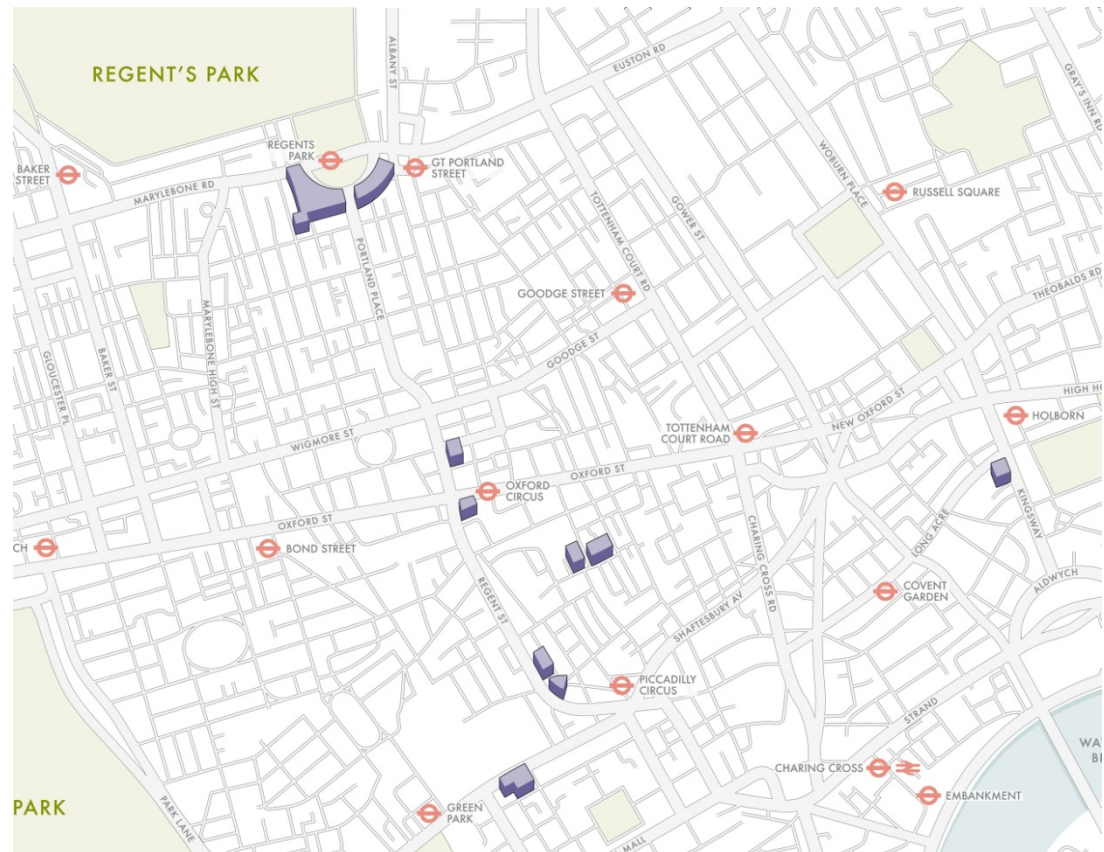 REGENT'S PARK
ALBANY ST
EUSTON RD
GRAY'S INN RD
REGENTS
PARK
BAKER
STREET
GT PORTLAND
STREET
MARYLEBONE RD
WOBURN PLACE
RUSSELL SQUARE
TOTTENHAM COURT RD
GOWER ST
PORTLAND PLACE
GOODGE STREET
THEOBALDS RD
MARYLEBONE HIGH ST
GLOUCESTER PL
BAKER ST
GOODGE ST
NEW OXFORD ST
HIGH HO
HOLBORN
WIGMORE ST
TOTTENHAM
COURT ROAD
OXFORD ST
OXFORD
CIRCUS
OXFORD ST
KINGSWAY
LONG ACRE
CH
BOND STREET
CHARING CROSS RD
ALDWYCH
COVENT
GARDEN
REGENT ST
SHAFTESBURY AV
PICCADILLY
CIRCUS
STRAND
WAT
BR
CHARING CROSS
EMBANKMENT
PARK
PARK LANE
GREEN
PARK
MALL